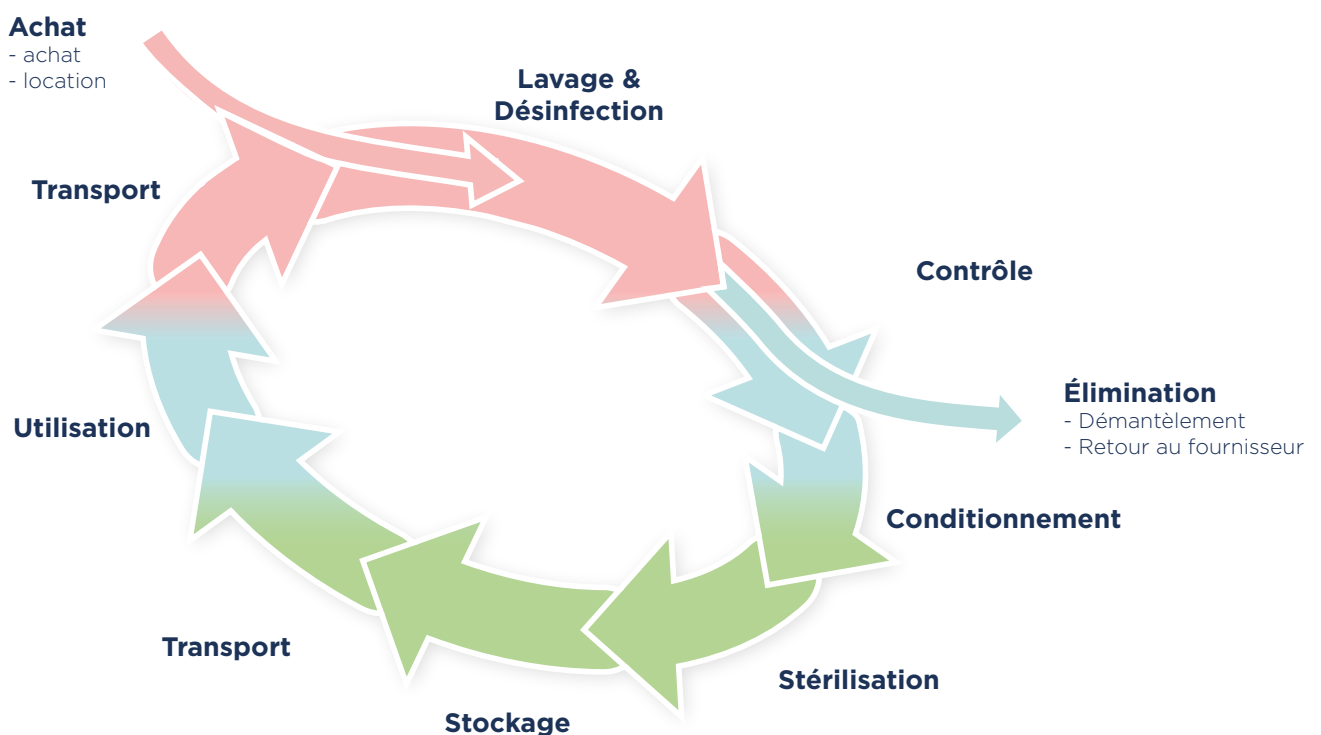 Achat
- achat
- location
Lavage &
Désinfection
Transport
Contrôle
Élimination
- Démantèlement
- Retour au fournisseur
Utilisation
Conditionnement
Transport
Stérilisation
Stockage